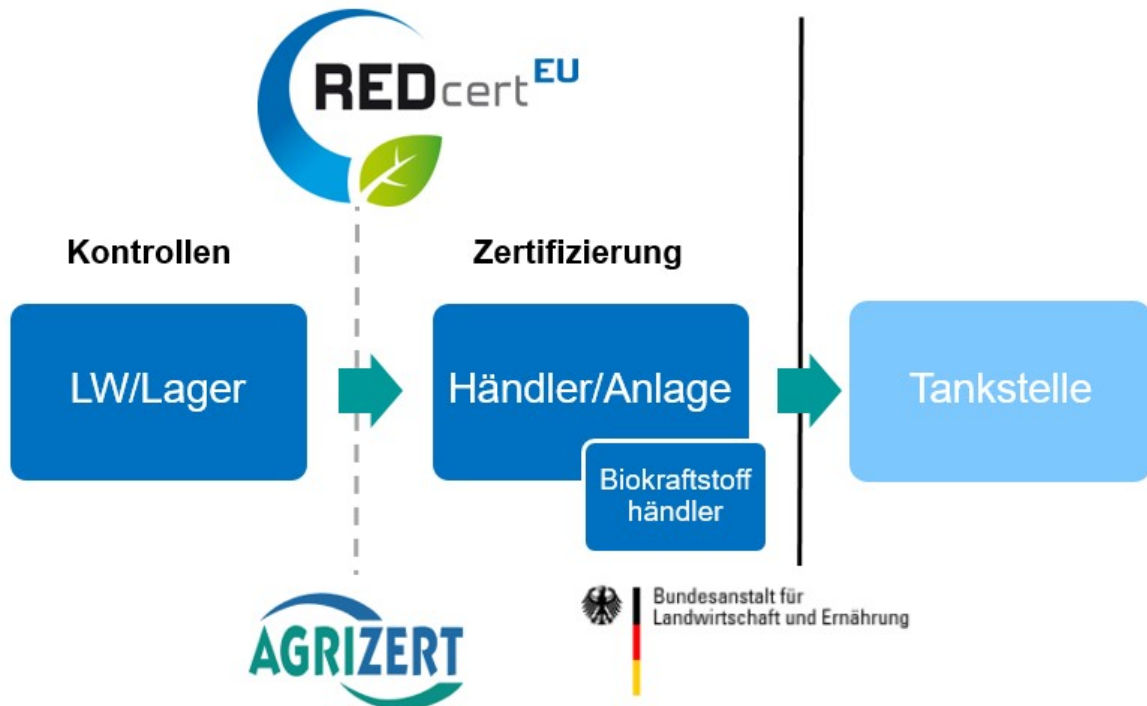 REDcert EU
Kontrollen
Zertifizierung
LW/Lager
Händler/Anlage
Tankstelle
Biokraftstoff
händler
AGRIZERT
Bundesanstalt für
Landwirtschaft und Ernährung